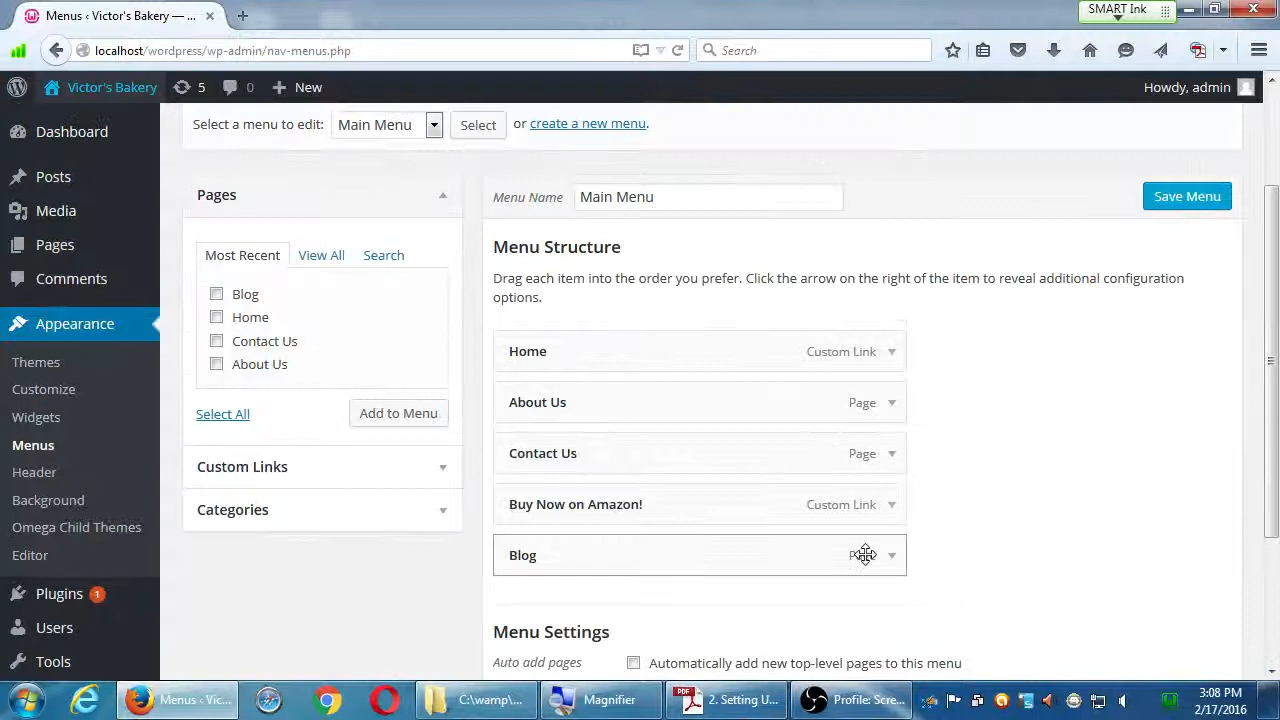 Menus ‹ Victor's Bakery — ...
SMART Ink
localhost/wordpress/wp-admin/nav-menus.php
Search
Victor's Bakery
5
0
New
Howdy, admin
Dashboard
Posts
Media
Pages
Comments
Appearance
Themes
Customize
Widgets
Menus
Header
Background
Omega Child Themes
Editor
Plugins 1
Users
Tools
Select a menu to edit: Main Menu Select or create a new menu.
Pages
Most Recent View All Search
Blog
Home
Contact Us
About Us
Select All Add to Menu
Custom Links
Categories
Menu Name Main Menu Save Menu
Menu Structure
Drag each item into the order you prefer. Click the arrow on the right of the item to reveal additional configuration
options.
Home Custom Link
About Us Page
Contact Us Page
Buy Now on Amazon! Custom Link
Blog
Menu Settings
Auto add pages Automatically add new top-level pages to this menu
Menus ‹ Vic...
C:\wamp\...
Magnifier
PDF
2. Setting U...
Profile: Scre...
3:08 PM
2/17/2016